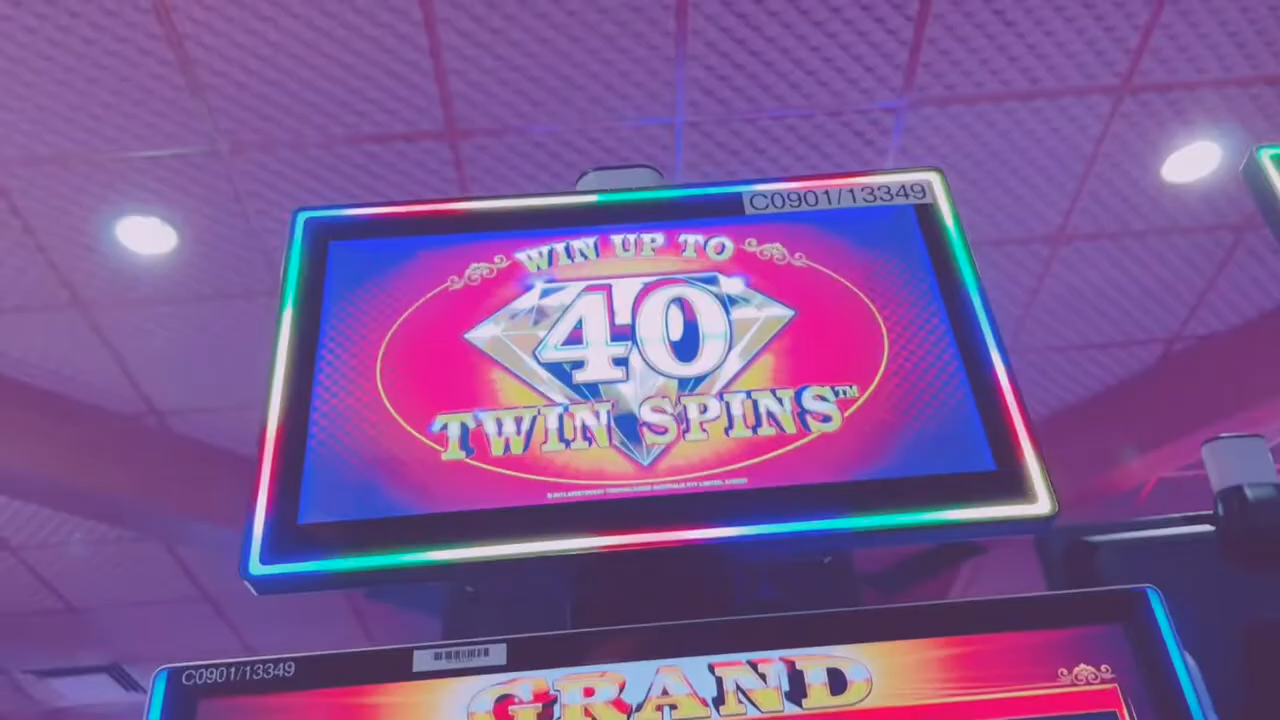 C0901/13349
WIN UP TO
40
TWIN SPINS™
C0901/13349
GRAND